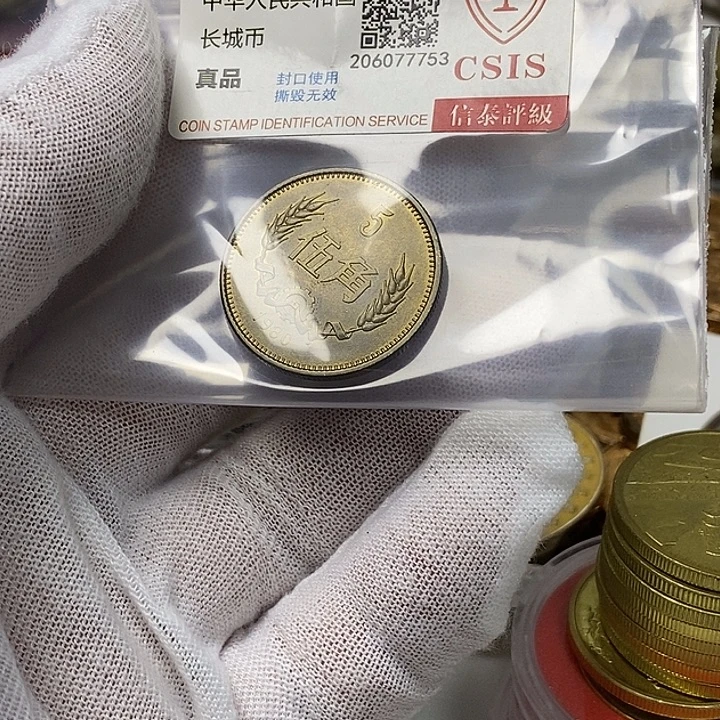 中华人民共和国
长城币
206077753
CSIS
真品
封口使用
撕毁无效
COIN STAMP IDENTIFICATION SERVICE
信泰評級
5
伍角